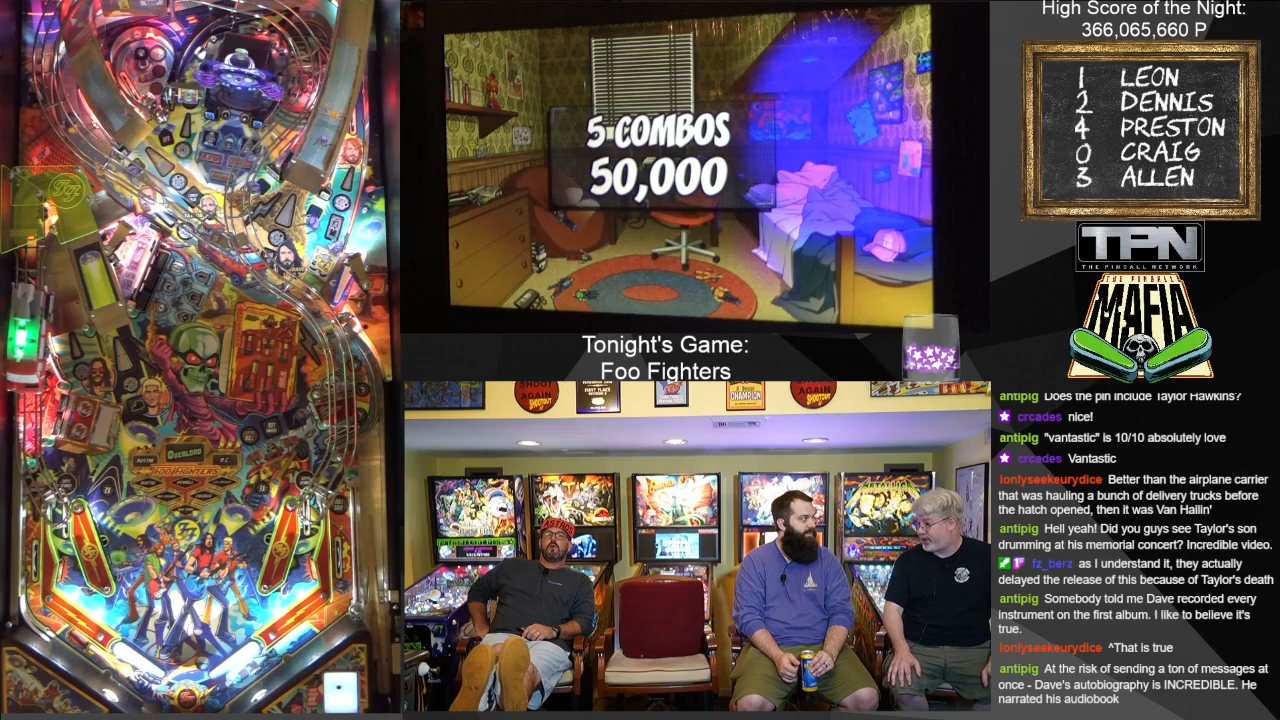 High Score of the Night:
366,065,660 P
1 LEON
2 DENNIS
4 PRESTON
0 CRAIG
3 ALLEN
TPN
THE PINBALL NETWORK
THE PINBALL
MAFIA
5 COMBOS
50,000
Tonight's Game:
Foo Fighters
SHOOT
AGAIN
CHAMPION
SHOOT
AGAIN
ASTROS
OVERLORD
FOO FIGHTERS
antipig Does the pin include Taylor Hawkins?
crcades nice!
antipig "vantastic" is 10/10 absolutely love
crcades Vantastic
lonlyseekeurydice Better than the airplane carrier
that was hauling a bunch of delivery trucks before
the hatch opened, then it was Van Hailin'
antipig Hell yeah! Did you guys see Taylor's son
drumming at his memorial concert? Incredible video.
fz_berz as I understand it, they actually
delayed the release of this because of Taylor's death
antipig Somebody told me Dave recorded every
instrument on the first album. I like to believe it's
true.
lonlyseekeurydice ^That is true
antipig At the risk of sending a ton of messages at
once - Dave's autobiography is INCREDIBLE. He
narrated his audiobook